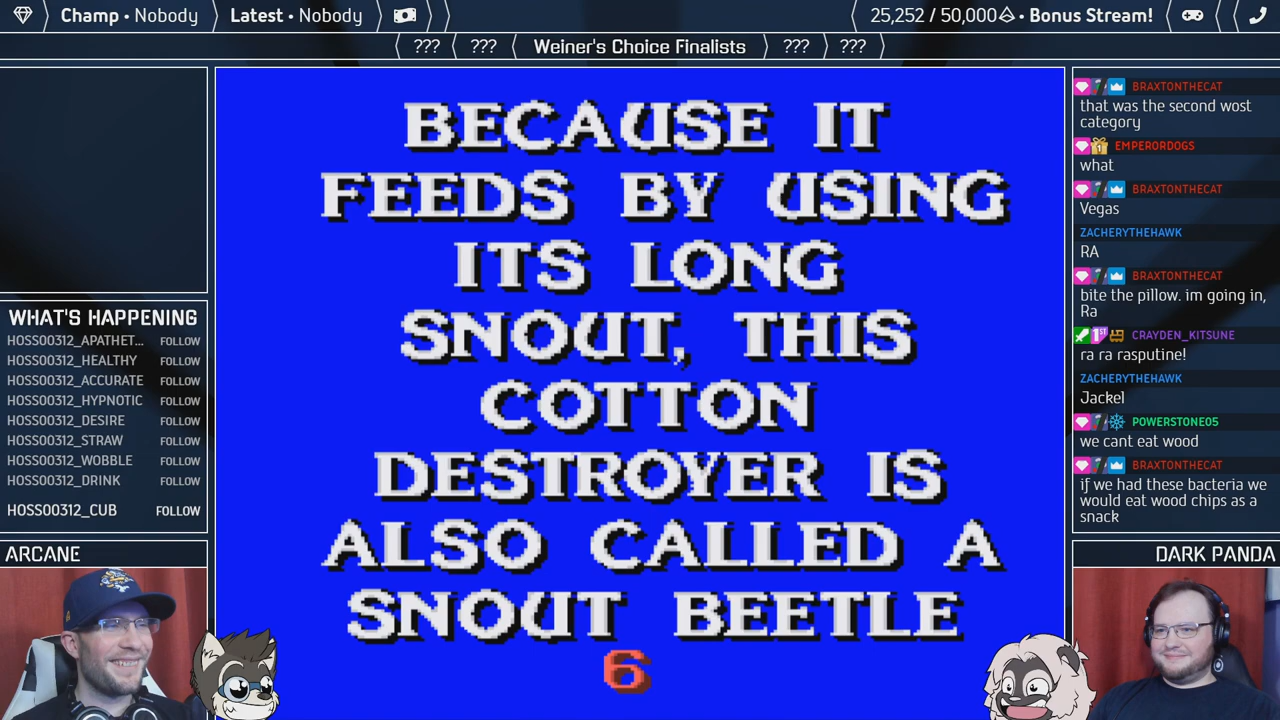 Champ • Nobody
Latest • Nobody
25,252 / 50,000 • Bonus Stream!
???
???
Weiner's Choice Finalists
???
???
BECAUSE IT
FEEDS BY USING
ITS LONG
SNOUT, THIS
COTTON
DESTROYER IS
ALSO CALLED A
SNOUT BEETLE
6
WHAT'S HAPPENING
HOSS00312_APATHET... FOLLOW
HOSS00312_HEALTHY FOLLOW
HOSS00312_ACCURATE FOLLOW
HOSS00312_HYPNOTIC FOLLOW
HOSS00312_DESIRE FOLLOW
HOSS00312_STRAW FOLLOW
HOSS00312_WOBBLE FOLLOW
HOSS00312_DRINK FOLLOW
HOSS00312_CUB FOLLOW
ARCANE
BRAXTONTHECAT
that was the second wost
category
EMPERORDOGS
what
BRAXTONTHECAT
Vegas
ZACHERYTHEHAWK
RA
BRAXTONTHECAT
bite the pillow. im going in,
Ra
1ST CRAYDEN_KITSUNE
ra ra rasputine!
ZACHERYTHEHAWK
Jackel
POWERSTONE05
we cant eat wood
BRAXTONTHECAT
if we had these bacteria we
would eat wood chips as a
snack
DARK PANDA